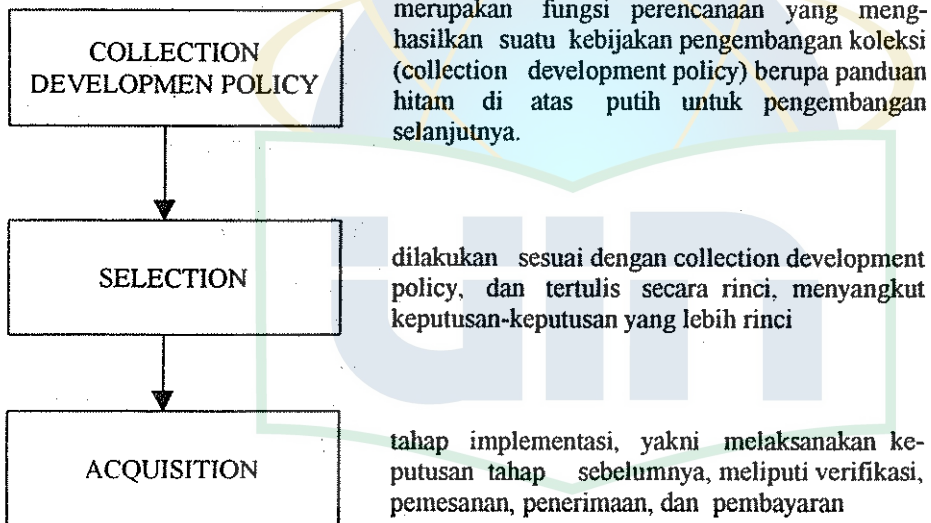 COLLECTION
DEVELOPMEN POLICY
merupakan fungsi perencanaan yang meng-
hasilkan suatu kebijakan pengembangan koleksi
(collection development policy) berupa panduan
hitam di atas putih untuk pengembangan
selanjutnya.
SELECTION
dilakukan sesuai dengan collection development
policy, dan tertulis secara rinci, menyangkut
keputusan-keputusan yang lebih rinci
ACQUISITION
tahap implementasi, yakni melaksanakan ke-
putusan tahap sebelumnya, meliputi verifikasi,
pemesanan, penerimaan, dan pembayaran
uin